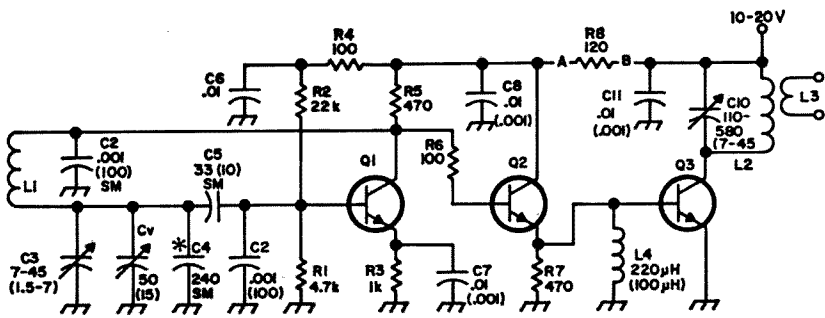 10-20V
R4
100
R8
120
A
B
C6
.01
R2
22k
R5
470
C8
.01
(.001)
C11
.01
(.001)
C10
110-
580
(7-45
L3
L2
C2
.001
(100)
SM
C5
33 (10)
SM
R6
100
Q1
Q2
Q3
L1
C3
7-45
(1.5-7)
Cv
50
(15)
*C4
240
SM
C2
.001
(100)
R1
4.7k
R3
1k
C7
.01
(.001)
R7
470
L4
220µH
(100µH)